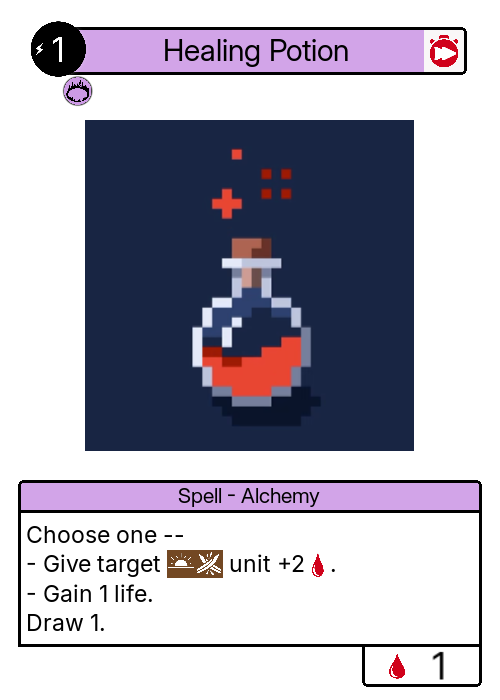 1
Healing Potion
Spell - Alchemy
Choose one --
- Give target unit +2 .
- Gain 1 life.
Draw 1.
1